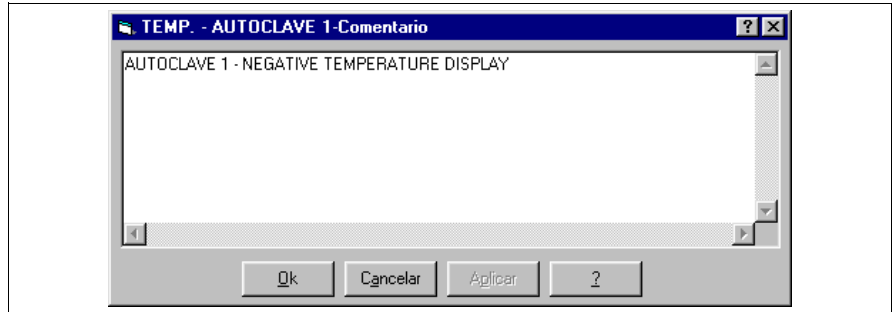 TEMP. - AUTOCLAVE 1-Comentario
?
AUTOCLAVE 1 - NEGATIVE TEMPERATURE DISPLAY
Ok Cancelar Aplicar ?